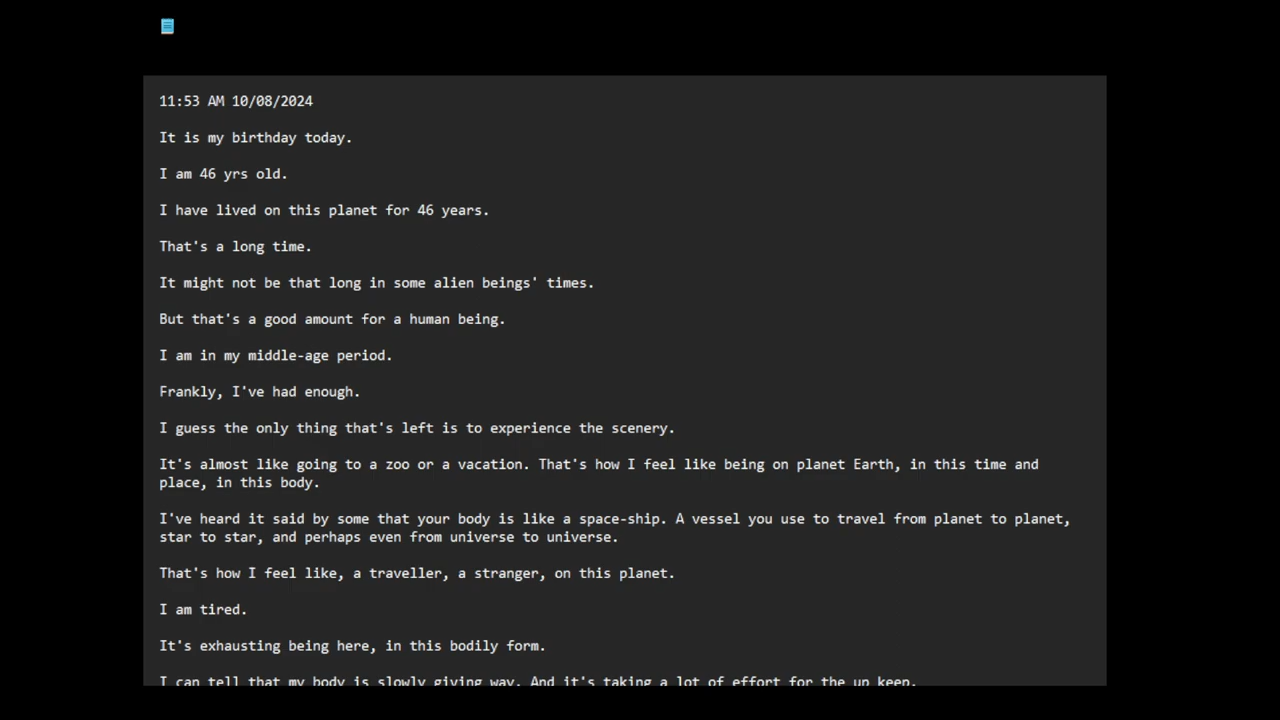 11:53 AM 10/08/2024
It is my birthday today.
I am 46 yrs old.
I have lived on this planet for 46 years.
That's a long time.
It might not be that long in some alien beings' times.
But that's a good amount for a human being.
I am in my middle-age period.
Frankly, I've had enough.
I guess the only thing that's left is to experience the scenery.
It's almost like going to a zoo or a vacation. That's how I feel like being on planet Earth, in this time and
place, in this body.
I've heard it said by some that your body is like a space-ship. A vessel you use to travel from planet to planet,
star to star, and perhaps even from universe to universe.
That's how I feel like, a traveller, a stranger, on this planet.
I am tired.
It's exhausting being here, in this bodily form.
I can tell that my body is slowly giving way. And it's taking a lot of effort for the up keep.